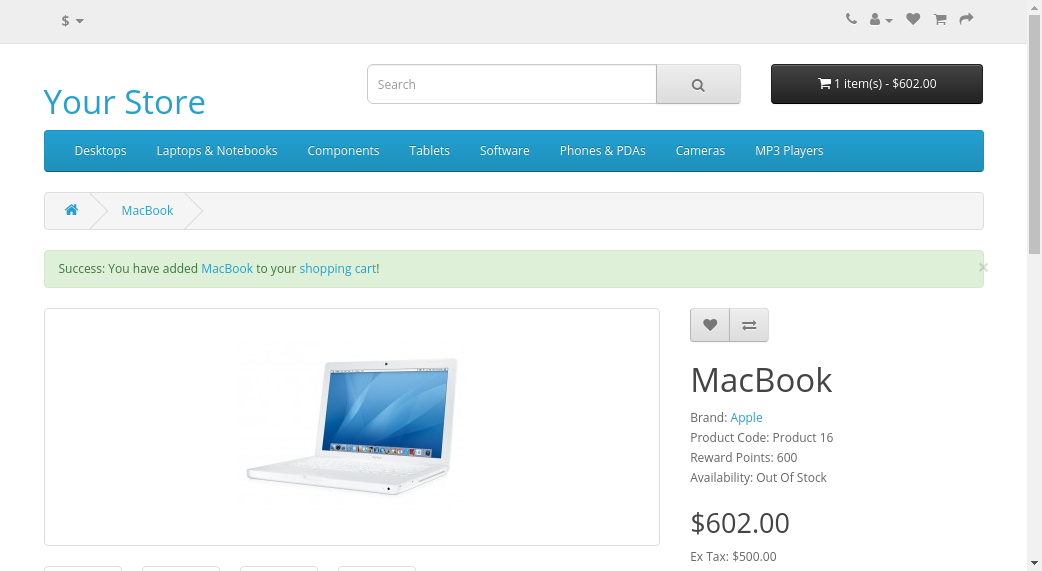 $
Search
1 item(s) - $602.00
Your Store
Desktops
Laptops & Notebooks
Components
Tablets
Software
Phones & PDAs
Cameras
MP3 Players
MacBook
Success: You have added MacBook to your shopping cart!
×
MacBook
Brand: Apple
Product Code: Product 16
Reward Points: 600
Availability: Out Of Stock
$602.00
Ex Tax: $500.00